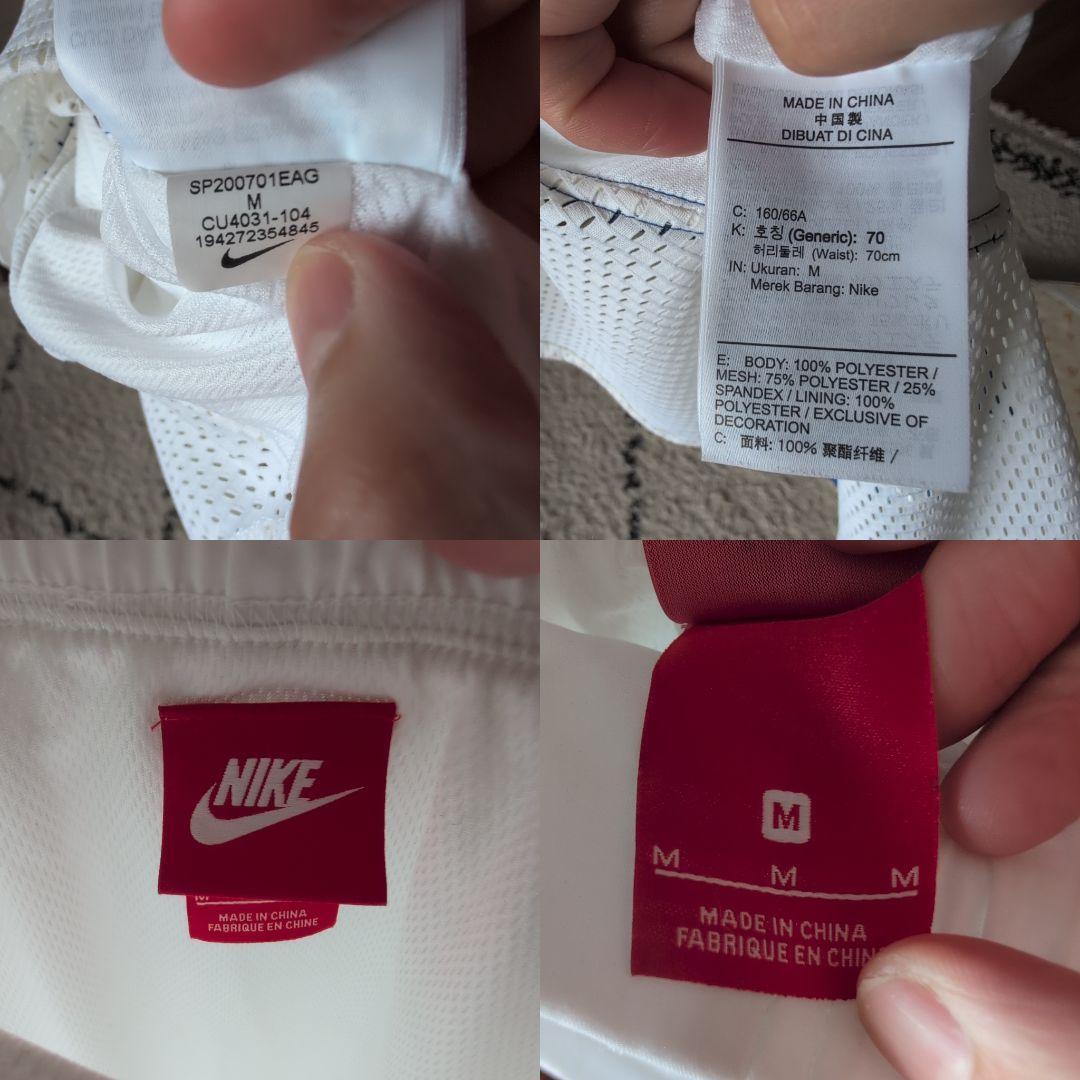 SP200701EAG
M
CU4031-104
194272354845
MADE IN CHINA
中国製
DIBUAT DI CINA
C: 160/66A
K: 호칭 (Generic): 70
허리둘레 (Waist): 70cm
IN: Ukuran: M
Merek Barang: Nike
E: BODY: 100% POLYESTER /
MESH: 75% POLYESTER / 25%
SPANDEX / LINING: 100%
POLYESTER / EXCLUSIVE OF
DECORATION
C: 面料: 100% 聚酯纤维 /
NIKE
MADE IN CHINA
FABRIQUE EN CHINE
M
M M M
MADE IN CHINA
FABRIQUE EN CHIN